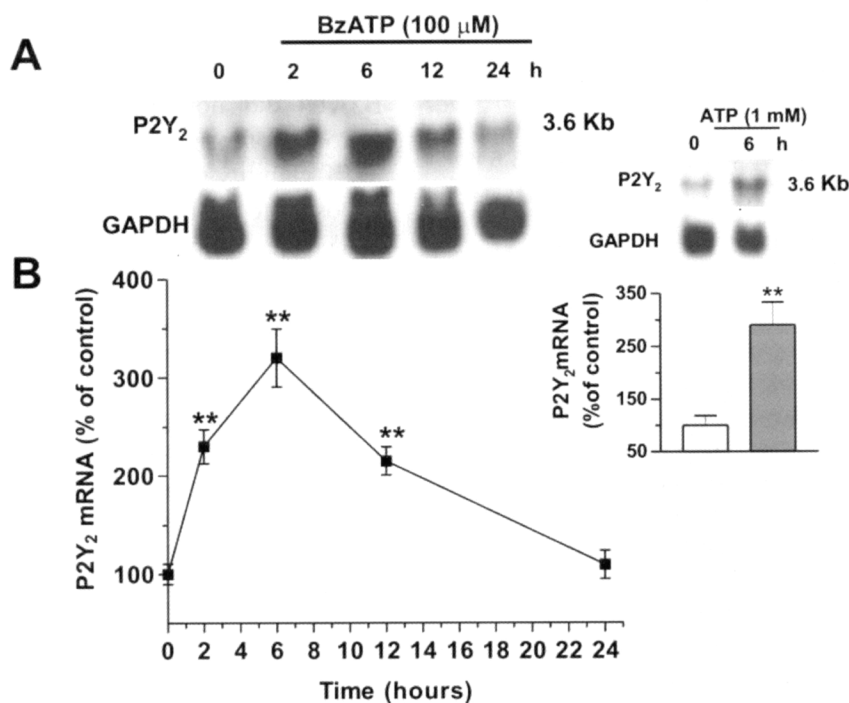 A
BzATP (100 μM)
0 2 6 12 24 h
P2Y₂ 3.6 Kb
GAPDH
ATP (1 mM)
0 6 h
P2Y₂ 3.6 Kb
GAPDH
B
400
300
200
100
P2Y₂ mRNA (% of control)
** ** **
0 2 4 6 8 10 12 14 16 18 20 22 24
Time (hours)
350
250
150
50
P2Y₂mRNA
(%of control)
**